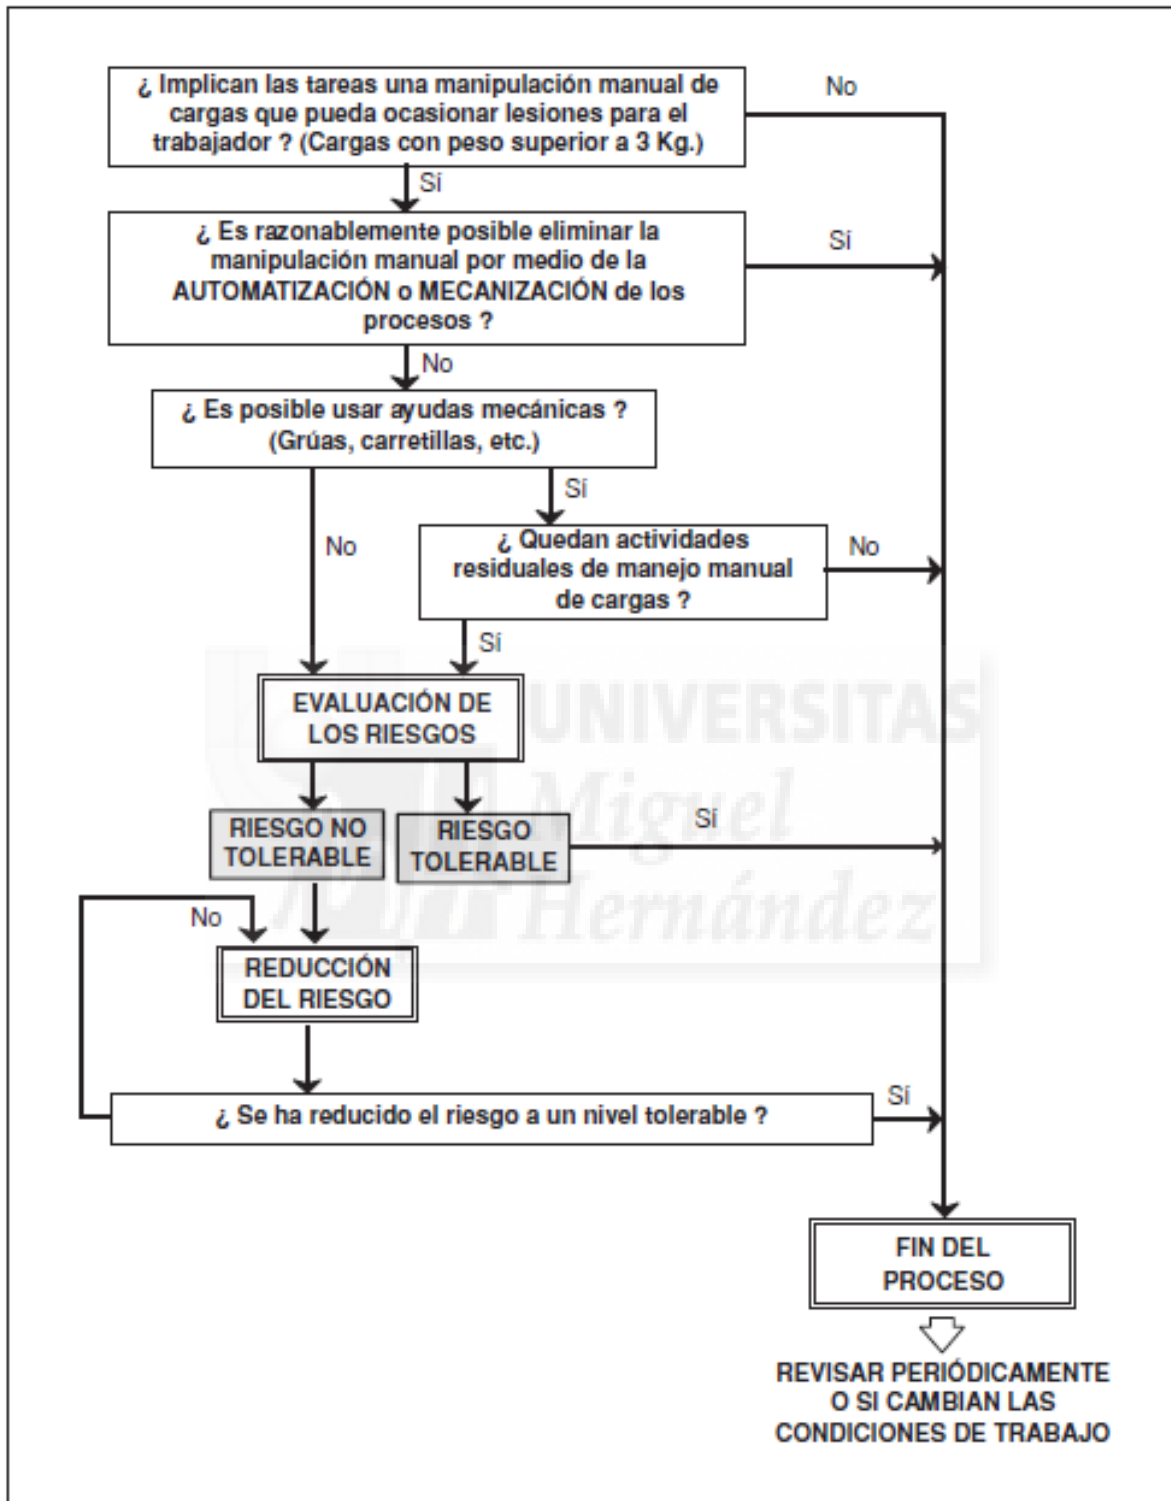 ¿ Implican las tareas una manipulación manual de
cargas que pueda ocasionar lesiones para el
trabajador ? (Cargas con peso superior a 3 Kg.)
No
Sí
¿ Es razonablemente posible eliminar la
manipulación manual por medio de la
AUTOMATIZACIÓN o MECANIZACIÓN de los
procesos ?
Sí
No
¿ Es posible usar ayudas mecánicas ?
(Grúas, carretillas, etc.)
Sí
No
¿ Quedan actividades
residuales de manejo manual
de cargas ?
No
Sí
EVALUACIÓN DE
LOS RIESGOS
UNIVERSITAS
Miguel
Hernández
RIESGO NO
TOLERABLE
RIESGO
TOLERABLE
Sí
No
REDUCCIÓN
DEL RIESGO
¿ Se ha reducido el riesgo a un nivel tolerable ?
Sí
FIN DEL
PROCESO
REVISAR PERIÓDICAMENTE
O SI CAMBIAN LAS
CONDICIONES DE TRABAJO